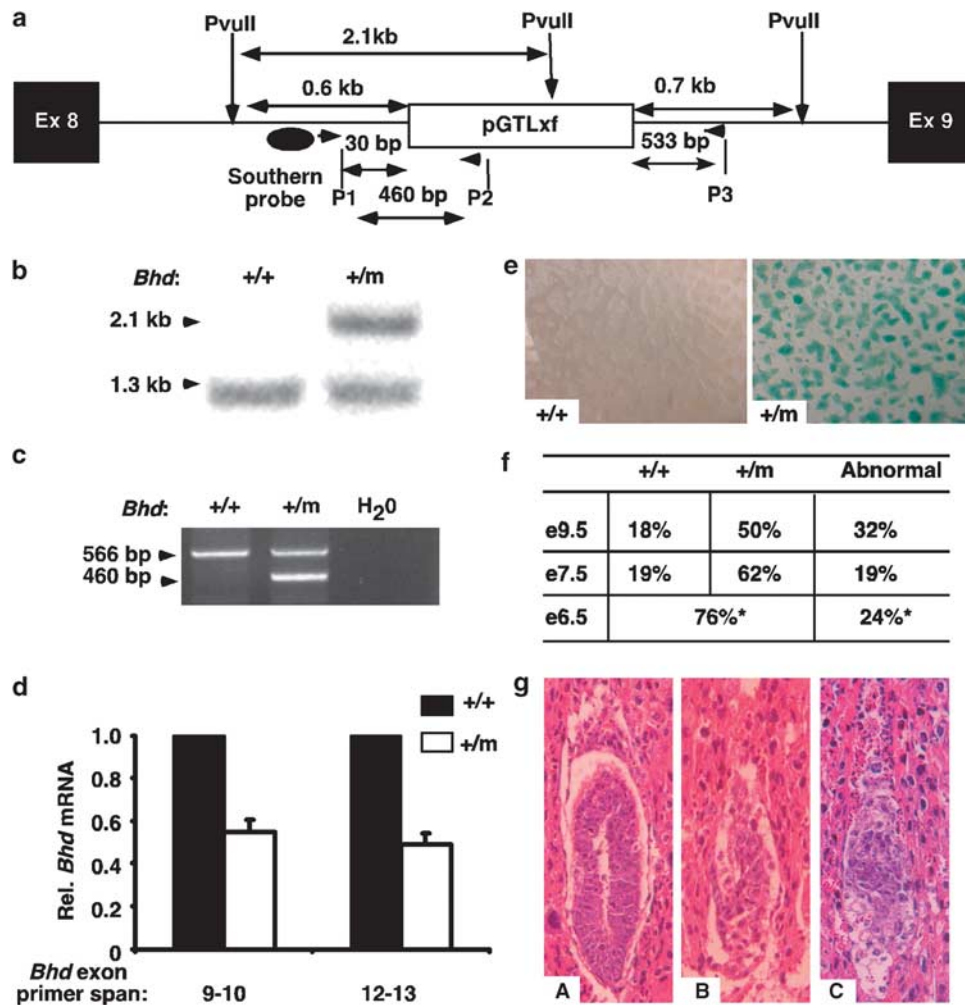 a
PvuII PvuII PvuII
2.1kb
0.6 kb 0.7 kb
Ex 8 pGTLxf Ex 9
30 bp 533 bp
Southern probe
P1 P2 P3
460 bp
b
Bhd: +/+ +/m
2.1 kb
1.3 kb
c
Bhd: +/+ +/m H20
566 bp
460 bp
d
+/+
+/m
Rel. Bhd mRNA
1.0
0.8
0.6
0.4
0.2
0
Bhd exon
primer span: 9-10 12-13
e
+/+ +/m
f
+/+ +/m Abnormal
e9.5 18% 50% 32%
e7.5 19% 62% 19%
e6.5 76%* 24%*
g
A B C